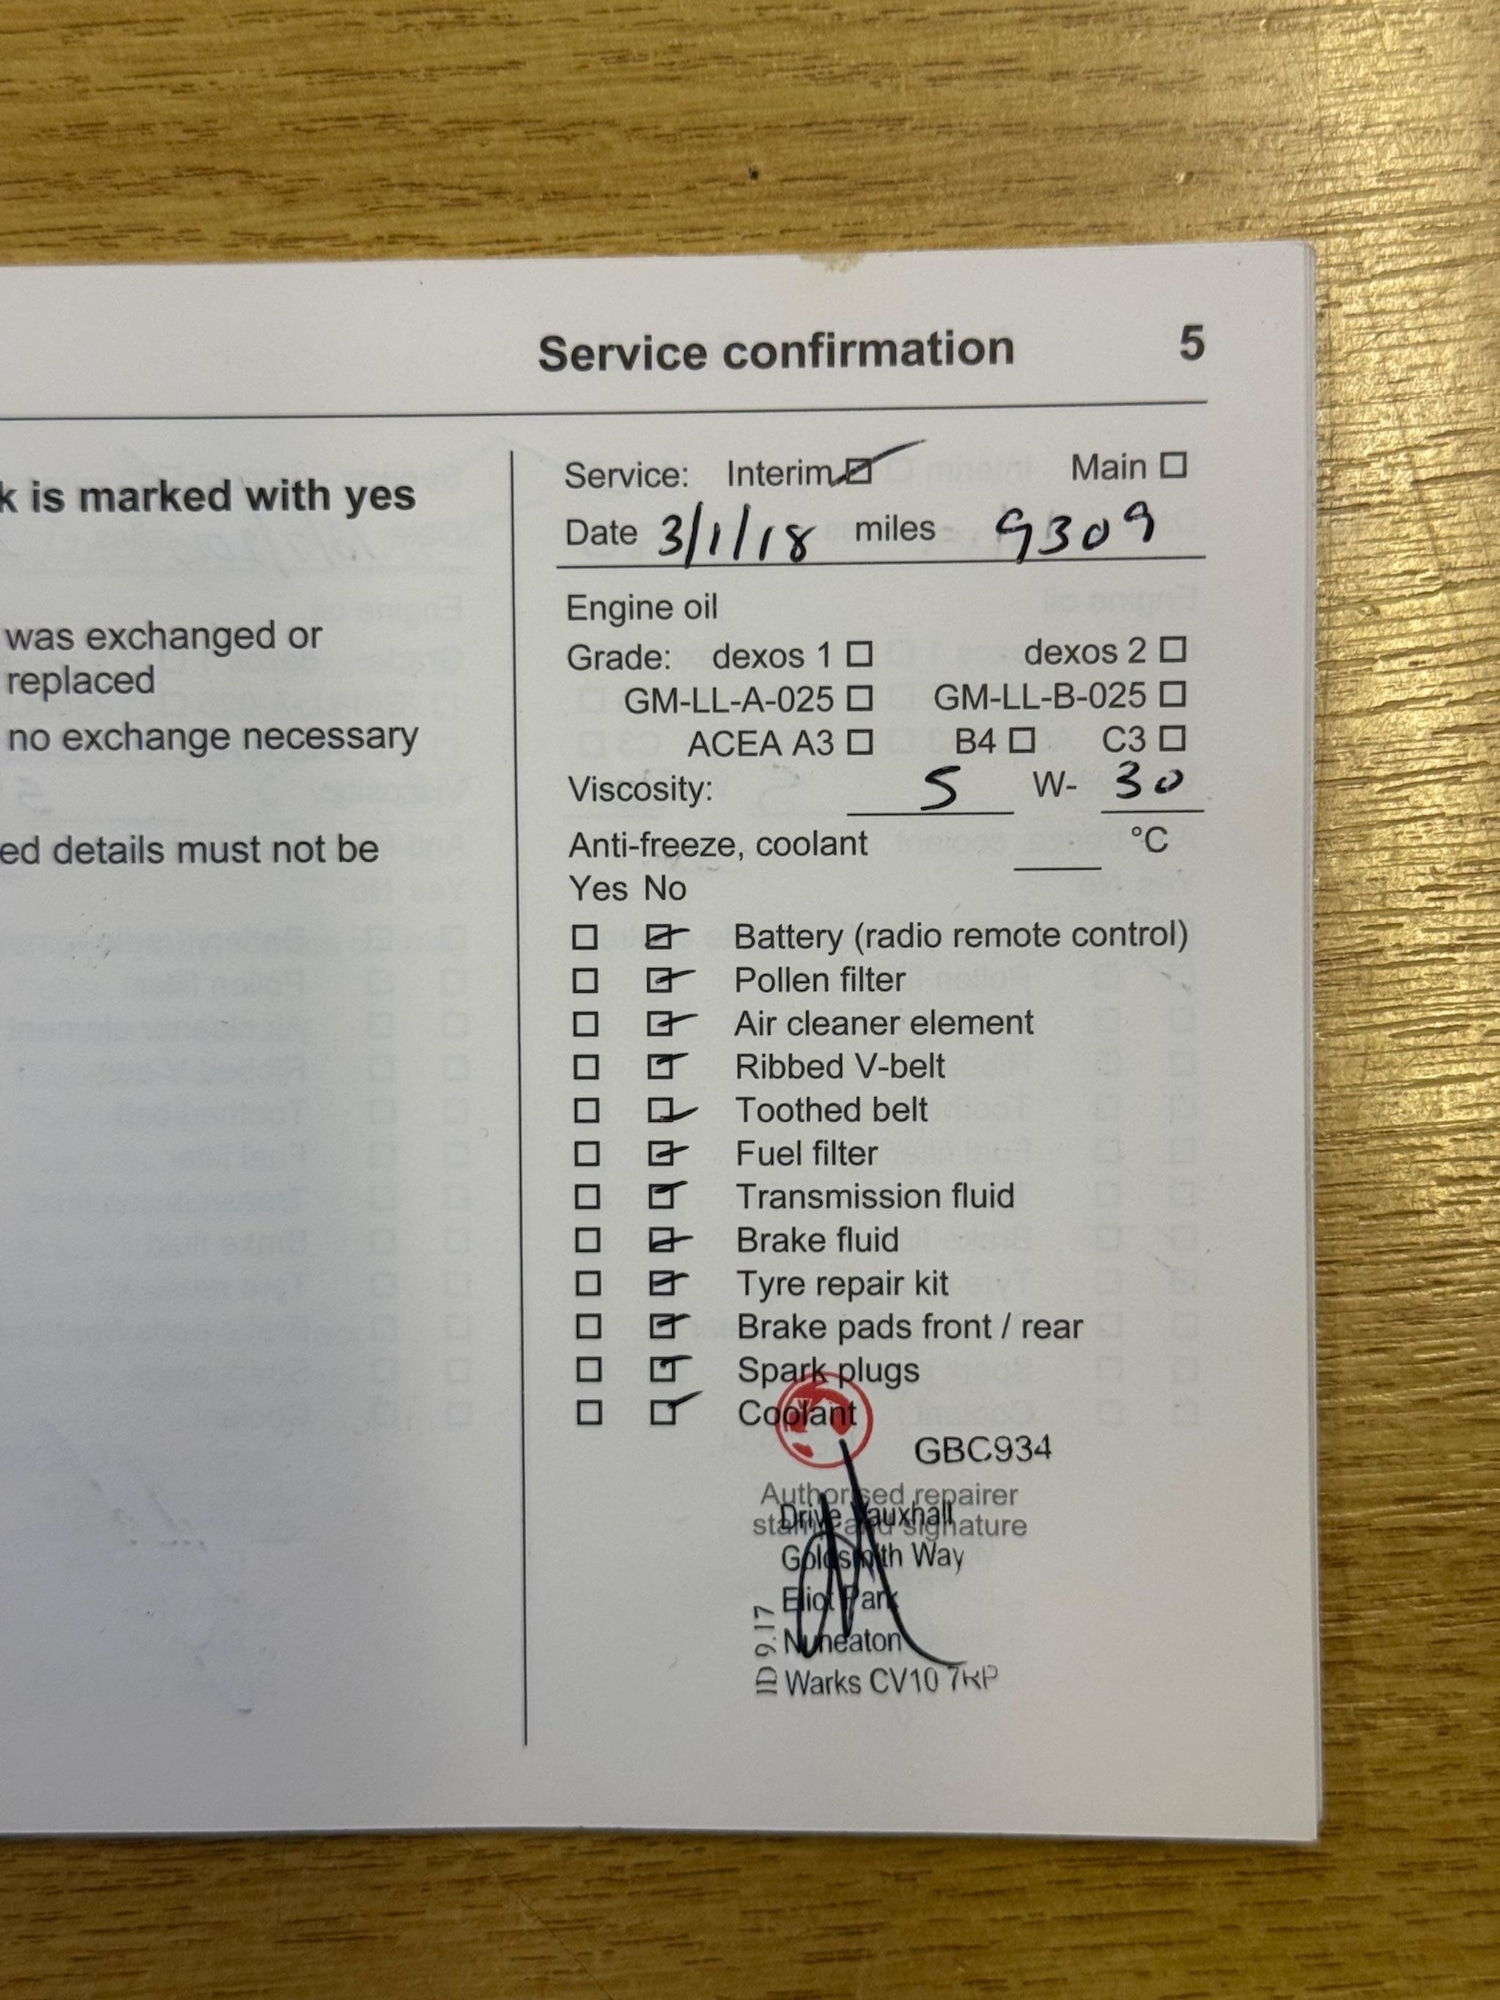 Service confirmation 5
k is marked with yes
was exchanged or
replaced
no exchange necessary
ed details must not be
Service: Interim ☑ Main ☐
Date 3/1/18 miles 9309
Engine oil
Grade: dexos 1 ☐ dexos 2 ☐
GM-LL-A-025 ☐ GM-LL-B-025 ☐
ACEA A3 ☐ B4 ☐ C3 ☐
Viscosity: 5 W- 30
Anti-freeze, coolant ____ °C
Yes No
☐ ☑ Battery (radio remote control)
☐ ☑ Pollen filter
☐ ☑ Air cleaner element
☐ ☑ Ribbed V-belt
☐ ☑ Toothed belt
☐ ☑ Fuel filter
☐ ☑ Transmission fluid
☐ ☑ Brake fluid
☐ ☑ Tyre repair kit
☐ ☑ Brake pads front / rear
☐ ☑ Spark plugs
☐ ☑ Coolant
GBC934
Authorised repairer
stamp and signature
Drive Vauxhall
Goldsmith Way
Eliot Park
Nuneaton
Warks CV10 7RP
ID 9.17